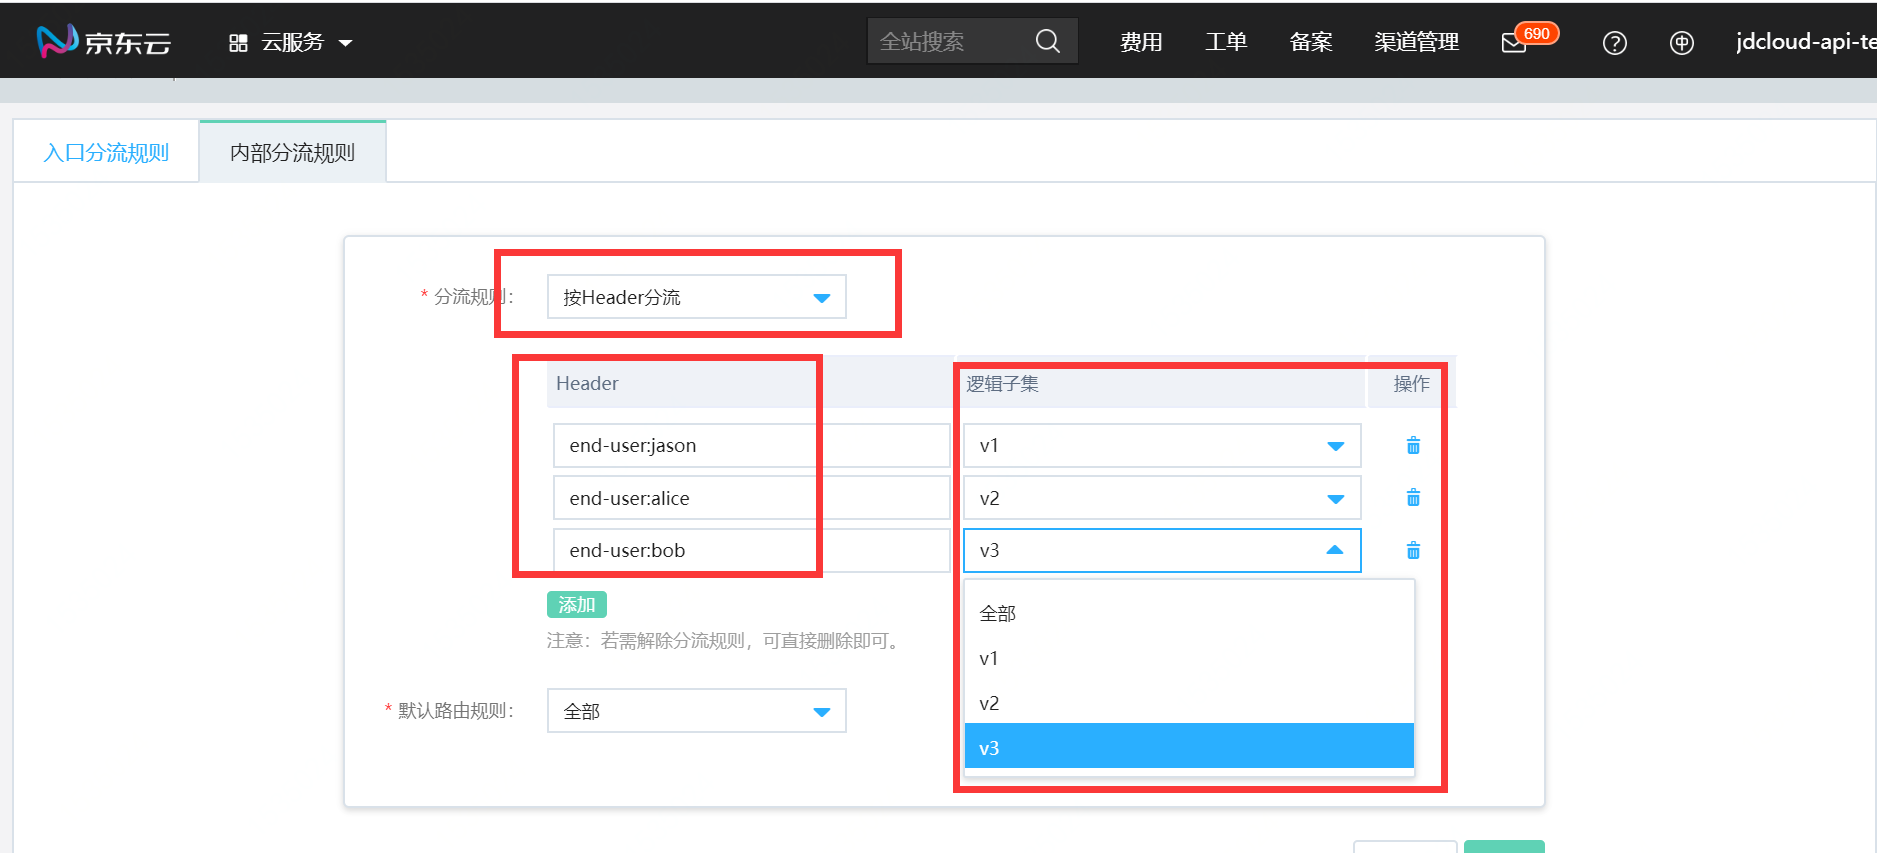 京东云 云服务 全站搜索 费用 工单 备案 渠道管理 690 jdcloud-api-te
入口分流规则 内部分流规则
* 分流规则： 按Header分流
Header 逻辑子集 操作
end-user:jason v1
end-user:alice v2
end-user:bob v3
添加
注意：若需解除分流规则，可直接删除即可。
全部
v1
v2
v3
* 默认路由规则： 全部